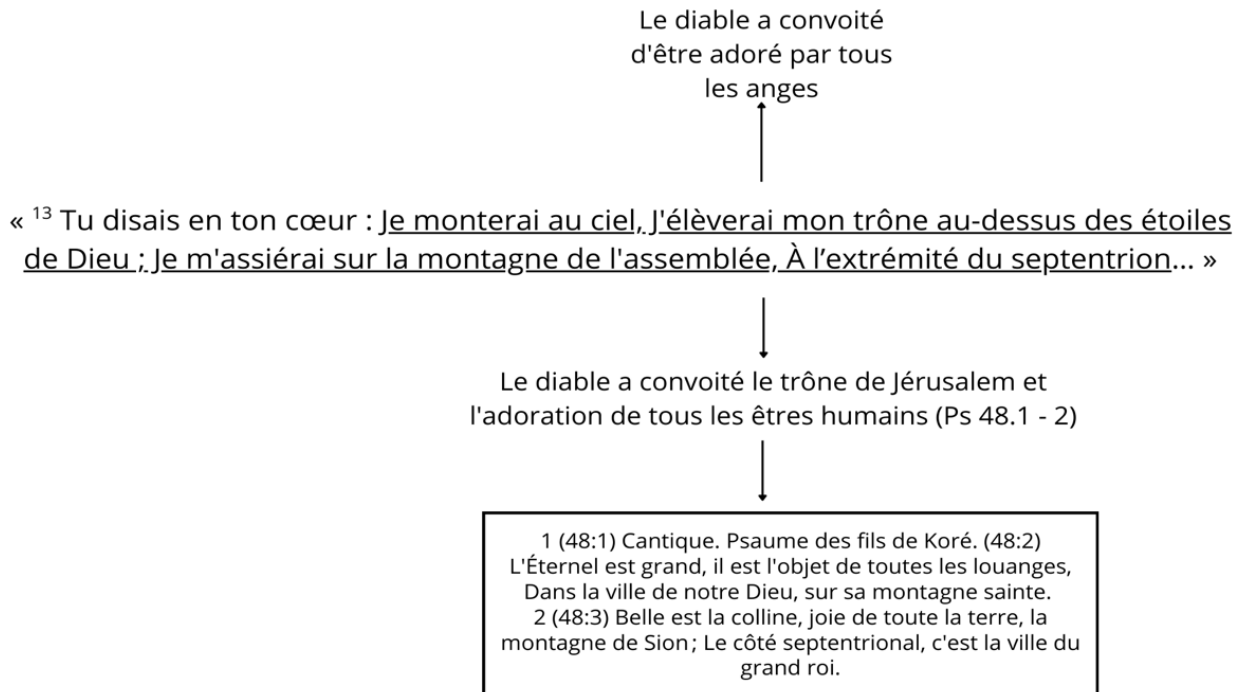 Le diable a convoité
d'être adoré par tous
les anges
« ¹³ Tu disais en ton cœur : Je monterai au ciel, J'élèverai mon trône au-dessus des étoiles
de Dieu ; Je m'assiérai sur la montagne de l'assemblée, À l’extrémité du septentrion... »
Le diable a convoité le trône de Jérusalem et
l'adoration de tous les êtres humains (Ps 48.1 - 2)
1 (48:1) Cantique. Psaume des fils de Koré. (48:2)
L'Éternel est grand, il est l'objet de toutes les louanges,
Dans la ville de notre Dieu, sur sa montagne sainte.
2 (48:3) Belle est la colline, joie de toute la terre, la
montagne de Sion ; Le côté septentrional, c'est la ville du
grand roi.